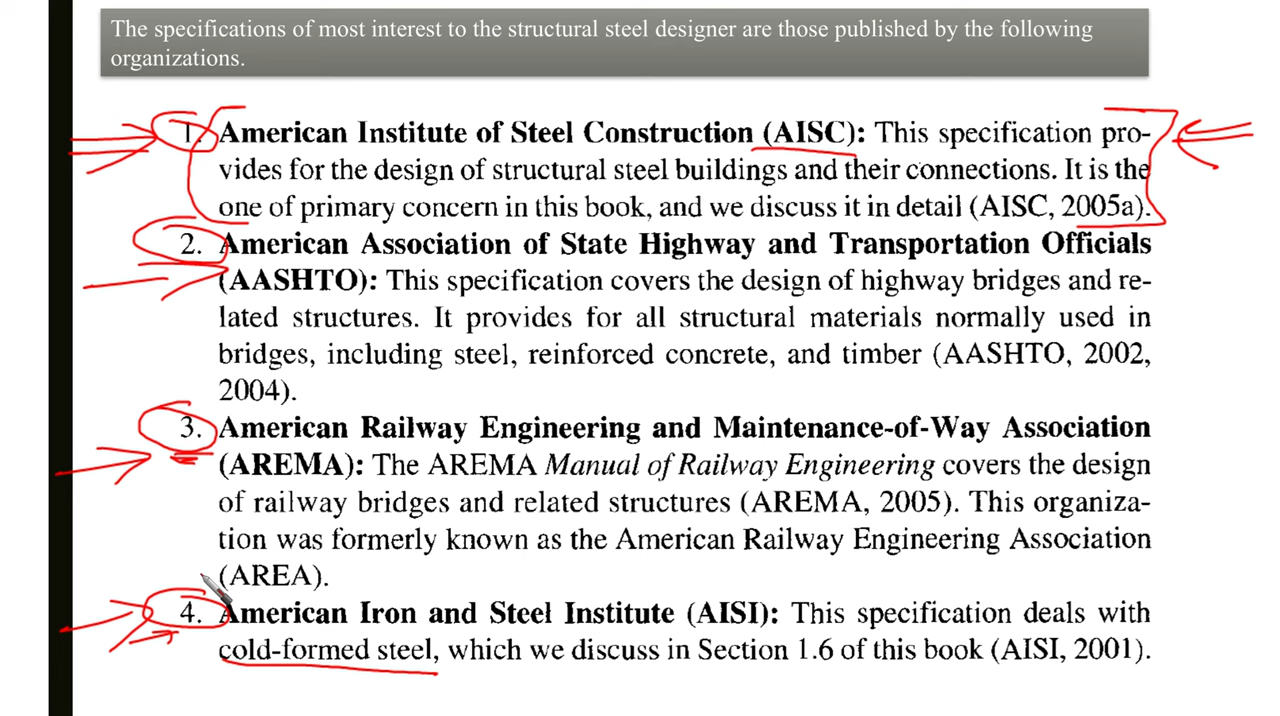 The specifications of most interest to the structural steel designer are those published by the following
organizations.
1. American Institute of Steel Construction (AISC): This specification pro-
vides for the design of structural steel buildings and their connections. It is the
one of primary concern in this book, and we discuss it in detail (AISC, 2005a).
2. American Association of State Highway and Transportation Officials
(AASHTO): This specification covers the design of highway bridges and re-
lated structures. It provides for all structural materials normally used in
bridges, including steel, reinforced concrete, and timber (AASHTO, 2002,
2004).
3. American Railway Engineering and Maintenance-of-Way Association
(AREMA): The AREMA Manual of Railway Engineering covers the design
of railway bridges and related structures (AREMA, 2005). This organiza-
tion was formerly known as the American Railway Engineering Association
(AREA).
4. American Iron and Steel Institute (AISI): This specification deals with
cold-formed steel, which we discuss in Section 1.6 of this book (AISI, 2001).